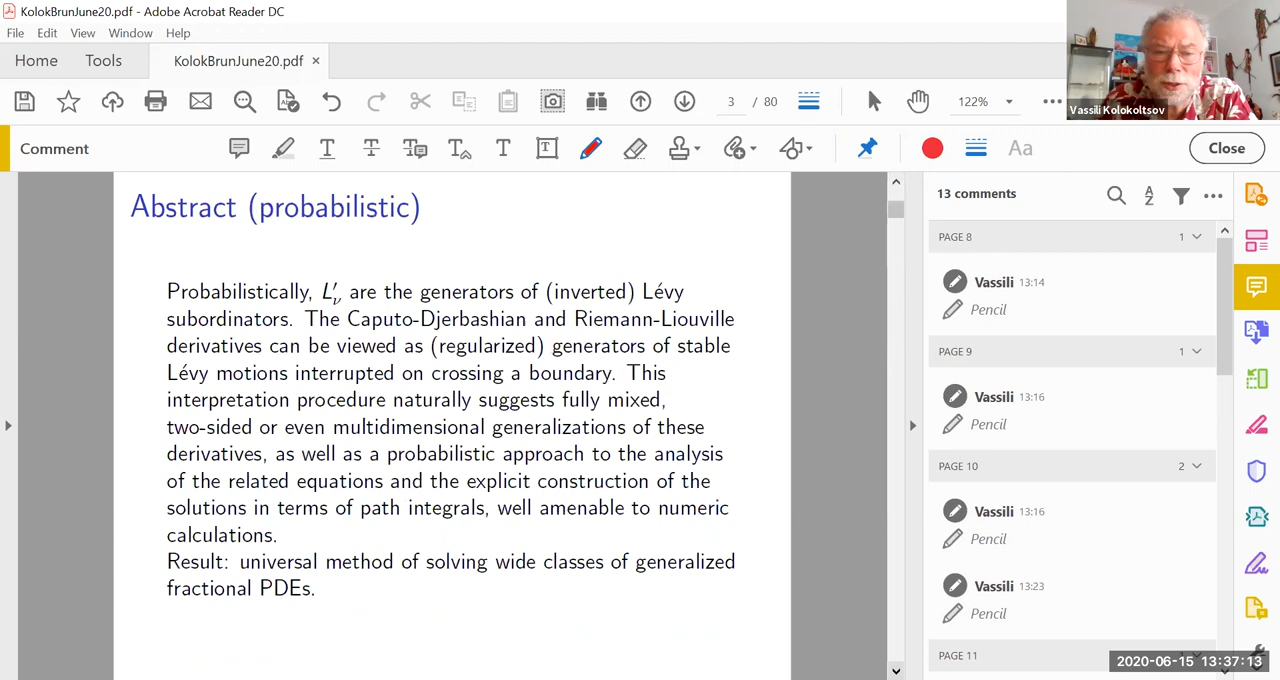 KolokBrunJune20.pdf - Adobe Acrobat Reader DC
File Edit View Window Help
Home Tools KolokBrunJune20.pdf ×
3 / 80 122%
Vassili Kolokoltsov
Comment Aa Close
Abstract (probabilistic)
Probabilistically, L′ν are the generators of (inverted) Lévy
subordinators. The Caputo-Djerbashian and Riemann-Liouville
derivatives can be viewed as (regularized) generators of stable
Lévy motions interrupted on crossing a boundary. This
interpretation procedure naturally suggests fully mixed,
two-sided or even multidimensional generalizations of these
derivatives, as well as a probabilistic approach to the analysis
of the related equations and the explicit construction of the
solutions in terms of path integrals, well amenable to numeric
calculations.
Result: universal method of solving wide classes of generalized
fractional PDEs.
13 comments
PAGE 8 1
Vassili 13:14
Pencil
PAGE 9 1
Vassili 13:16
Pencil
PAGE 10 2
Vassili 13:16
Pencil
Vassili 13:23
Pencil
PAGE 11
2020-06-15 13:37:13